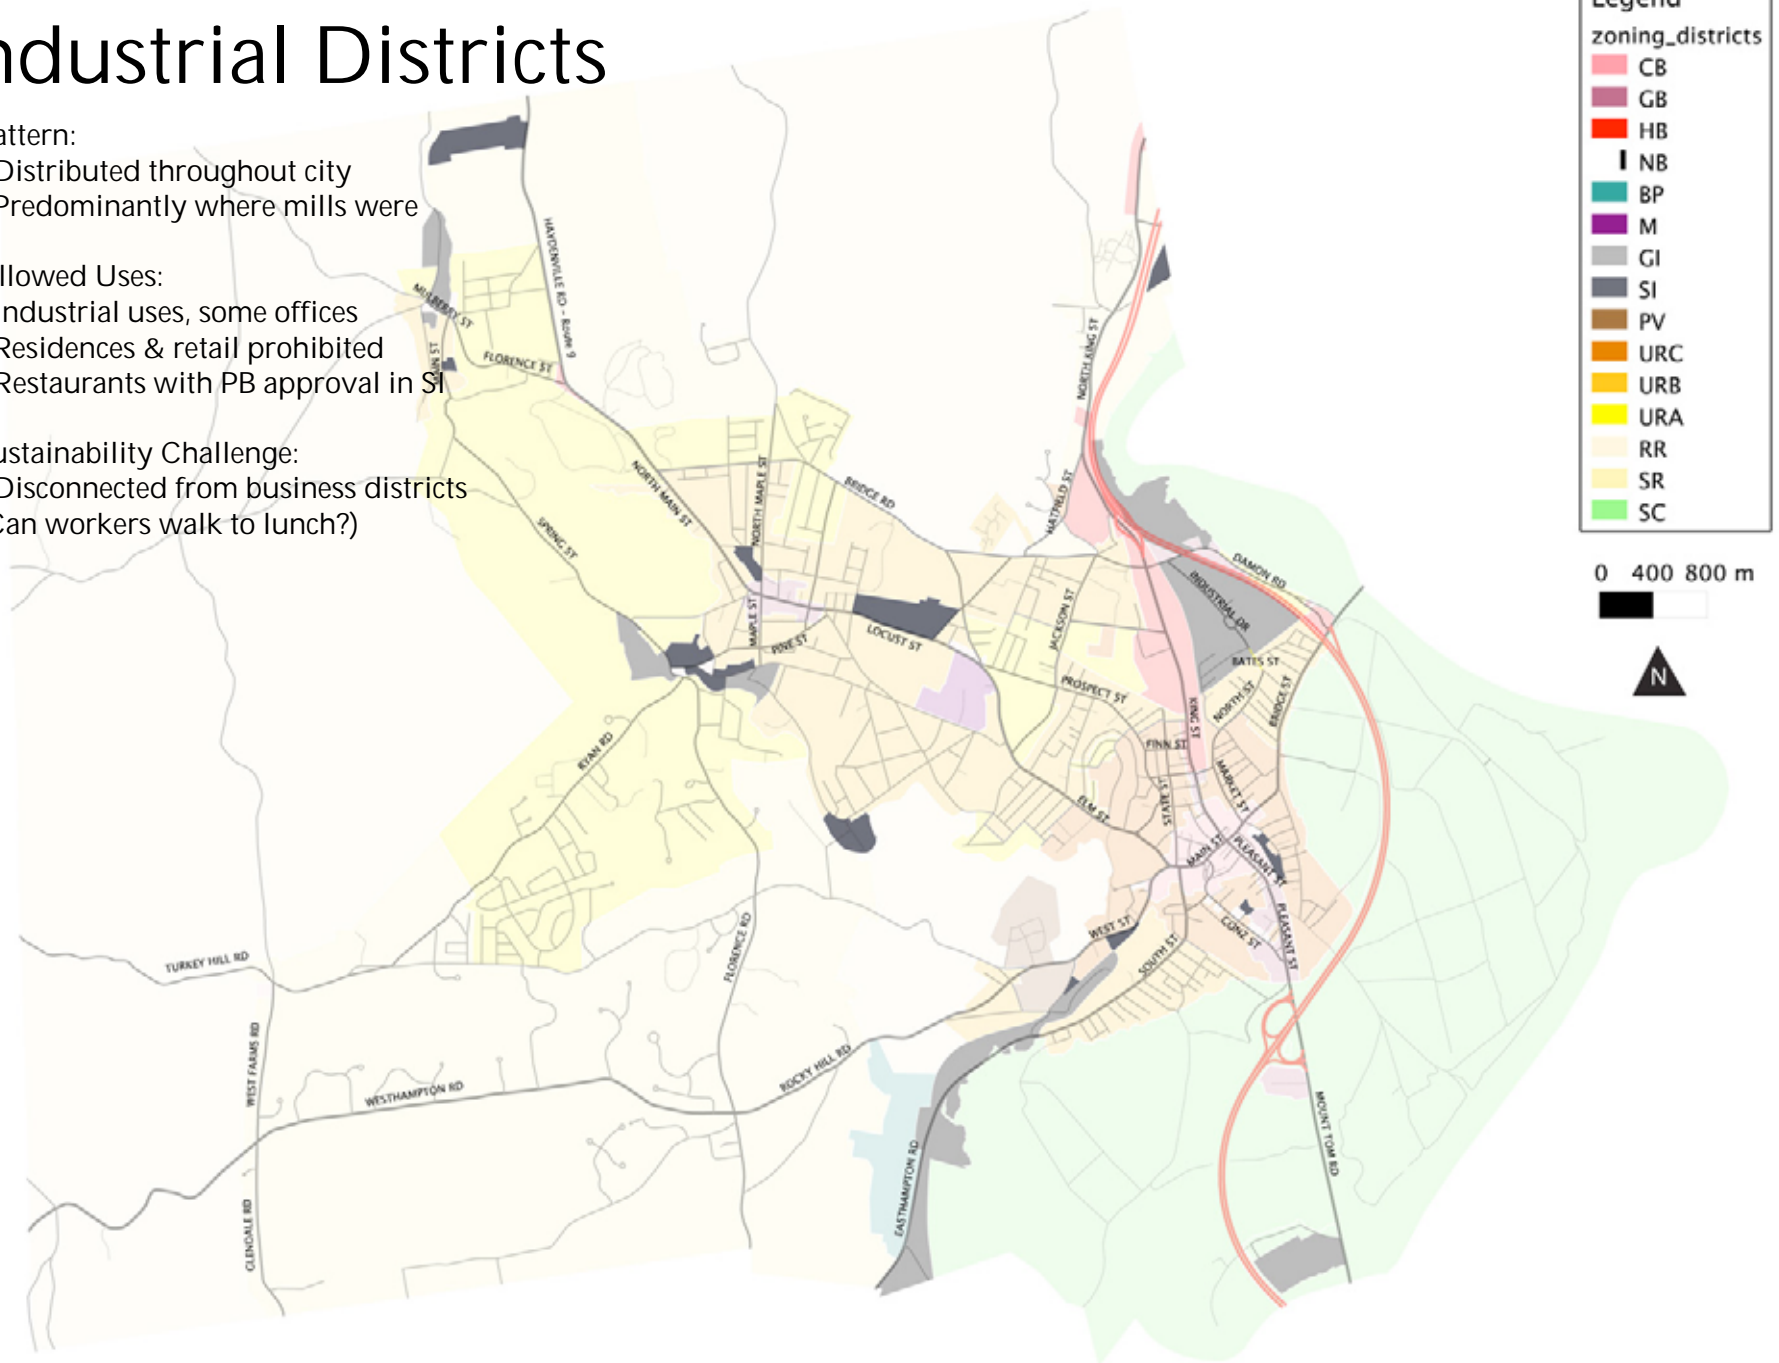 ndustrial Districts
attern:
Distributed throughout city
Predominantly where mills were
llowed Uses:
ndustrial uses, some offices
Residences & retail prohibited
Restaurants with PB approval in SI
ustainability Challenge:
Disconnected from business districts
Can workers walk to lunch?)
Legend
zoning_districts
CB
GB
HB
NB
BP
M
GI
SI
PV
URC
URB
URA
RR
SR
SC
0 400 800 m
N
HAYDENVILLE RD - Route 9
MULBERRY ST
MAIN ST
FLORENCE ST
NORTH KING ST
NORTH MAIN ST
NORTH MAPLE ST
BRIDGE RD
HATFIELD ST
SPRING ST
DAMON RD
INDUSTRIAL DR
MAPLE ST
PINE ST
LOCUST ST
JACKSON ST
BATES ST
PROSPECT ST
NORTH ST
BRIDGE ST
KING ST
FINN ST
RYAN RD
MARKET ST
STATE ST
ELM ST
MAIN ST
PLEASANT ST
PLEASANT ST
WEST ST
CONZ ST
SOUTH ST
TURKEY HILL RD
FLORENCE RD
WEST FARMS RD
WESTHAMPTON RD
ROCKY HILL RD
MOUNT TOM RD
EASTHAMPTON RD
GLENDALE RD